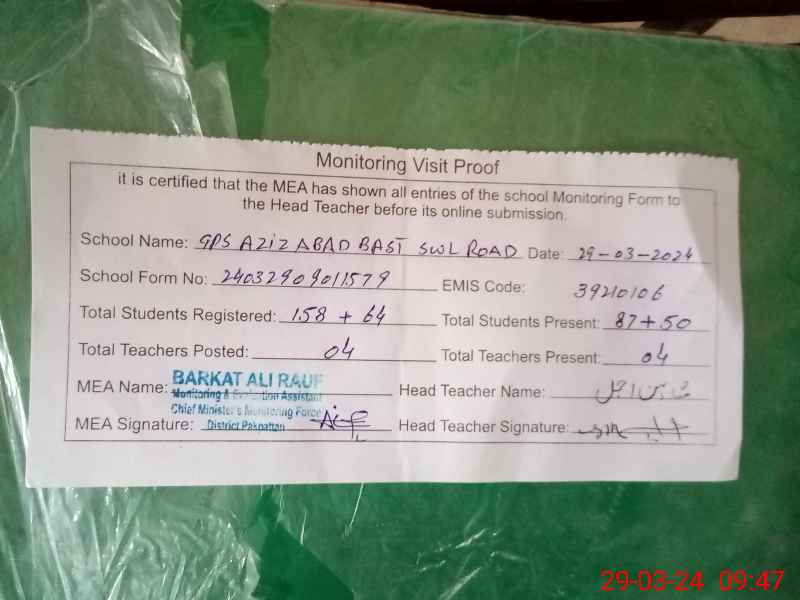 Monitoring Visit Proof
it is certified that the MEA has shown all entries of the school Monitoring Form to
the Head Teacher before its online submission.
School Name: GPS AZIZ ABAD BAST SWL ROAD Date: 29-03-2024
School Form No: 24032909011579 EMIS Code: 39210106
Total Students Registered: 158 + 64 Total Students Present: 87+50
Total Teachers Posted: 04 Total Teachers Present: 04
MEA Name: BARKAT ALI RAUF Head Teacher Name:
Monitoring & Evaluation Assistant
Chief Minister's Monitoring Force
MEA Signature: District Pakpattan Head Teacher Signature:
29-03-24 09:47